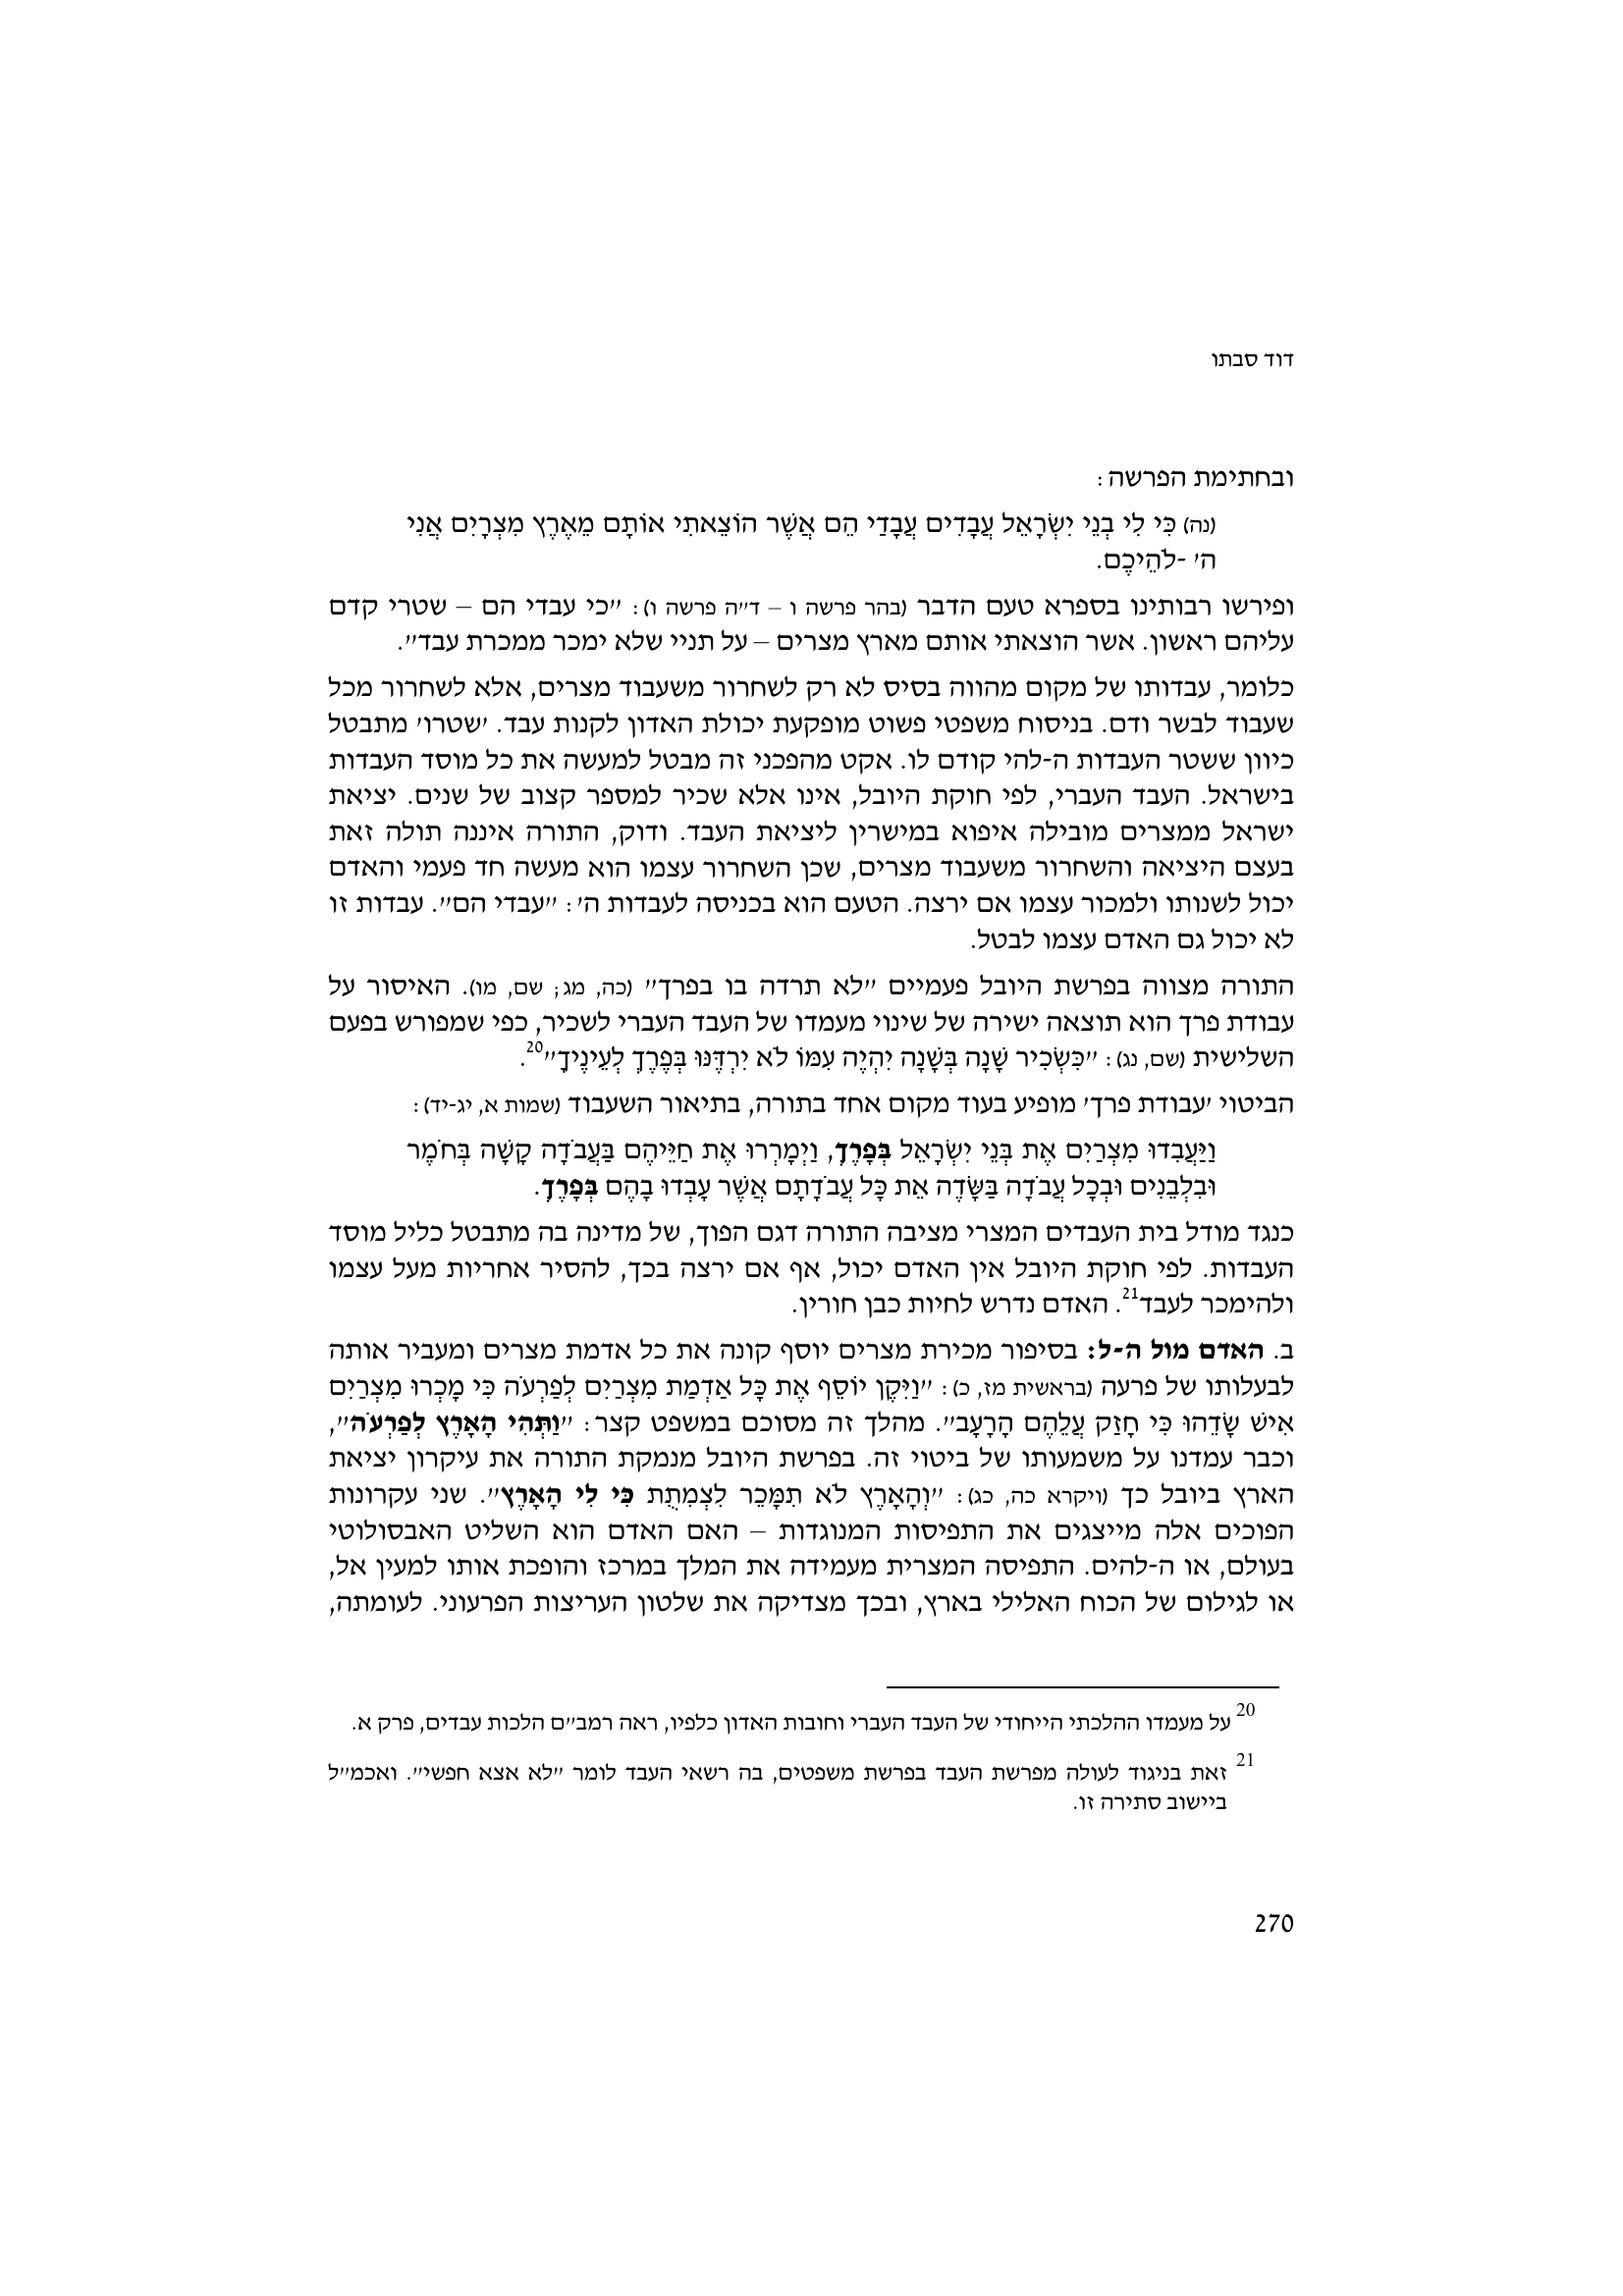 דוד סבתו
ובחתימת הפרשה:
(נה) כִּי לִי בְנֵי יִשְׂרָאֵל עֲבָדִים עֲבָדַי הֵם אֲשֶׁר הוֹצֵאתִי אוֹתָם מֵאֶרֶץ מִצְרָיִם אֲנִי
ה' -לֹהֵיכֶם.
ופירשו רבותינו בספרא טעם הדבר (בהר פרשה ו – ד"ה פרשה ו): "כי עבדי הם – שטרי קדם
עליהם ראשון. אשר הוצאתי אותם מארץ מצרים – על תניי שלא ימכר ממכרת עבד".
כלומר, עבדותו של מקום מהווה בסיס לא רק לשחרור משעבוד מצרים, אלא לשחרור מכל
שעבוד לבשר ודם. בניסוח משפטי פשוט מופקעת יכולת האדון לקנות עבד. 'שטרו' מתבטל
כיוון ששטר העבדות ה-להי קודם לו. אקט מהפכני זה מבטל למעשה את כל מוסד העבדות
בישראל. העבד העברי, לפי חוקת היובל, אינו אלא שכיר למספר קצוב של שנים. יציאת
ישראל ממצרים מובילה איפוא במישרין ליציאת העבד. ודוק, התורה איננה תולה זאת
בעצם היציאה והשחרור משעבוד מצרים, שכן השחרור עצמו הוא מעשה חד פעמי והאדם
יכול לשנותו ולמכור עצמו אם ירצה. הטעם הוא בכניסה לעבדות ה': "עבדי הם". עבדות זו
לא יכול גם האדם עצמו לבטל.
התורה מצווה בפרשת היובל פעמיים "לא תרדה בו בפרך" (כה, מג; שם, מו). האיסור על
עבודת פרך הוא תוצאה ישירה של שינוי מעמדו של העבד העברי לשכיר, כפי שמפורש בפעם
השלישית (שם, נג): "כִּשְׂכִיר שָׁנָה בְּשָׁנָה יִהְיֶה עִמּוֹ לֹא יִרְדֶּנּוּ בְּפֶרֶךְ לְעֵינֶיךָ"20.
הביטוי 'עבודת פרך' מופיע בעוד מקום אחד בתורה, בתיאור השעבוד (שמות א, יג-יד):
וַיַּעֲבִדוּ מִצְרַיִם אֶת בְּנֵי יִשְׂרָאֵל בְּפָרֶךְ, וַיְמָרְרוּ אֶת חַיֵּיהֶם בַּעֲבֹדָה קָשָׁה בְּחֹמֶר
וּבִלְבֵנִים וּבְכָל עֲבֹדָה בַּשָּׂדֶה אֵת כָּל עֲבֹדָתָם אֲשֶׁר עָבְדוּ בָהֶם בְּפָרֶךְ.
כנגד מודל בית העבדים המצרי מציבה התורה דגם הפוך, של מדינה בה מתבטל כליל מוסד
העבדות. לפי חוקת היובל אין האדם יכול, אף אם ירצה בכך, להסיר אחריות מעל עצמו
ולהימכר לעבד21. האדם נדרש לחיות כבן חורין.
ב. האדם מול ה-ל: בסיפור מכירת מצרים יוסף קונה את כל אדמת מצרים ומעביר אותה
לבעלותו של פרעה (בראשית מז, כ): "וַיִּקֶן יוֹסֵף אֶת כָּל אַדְמַת מִצְרַיִם לְפַרְעֹה כִּי מָכְרוּ מִצְרַיִם
אִישׁ שָׂדֵהוּ כִּי חָזַק עֲלֵהֶם הָרָעָב". מהלך זה מסוכם במשפט קצר: "וַתְּהִי הָאָרֶץ לְפַרְעֹה",
וכבר עמדנו על משמעותו של ביטוי זה. בפרשת היובל מנמקת התורה את עיקרון יציאת
הארץ ביובל כך (ויקרא כה, כג): "וְהָאָרֶץ לֹא תִמָּכֵר לִצְמִתֻת כִּי לִי הָאָרֶץ". שני עקרונות
הפוכים אלה מייצגים את התפיסות המנוגדות – האם האדם הוא השליט האבסולוטי
בעולם, או ה-להים. התפיסה המצרית מעמידה את המלך במרכז והופכת אותו למעין אל,
או לגילום של הכוח האלילי בארץ, ובכך מצדיקה את שלטון העריצות הפרעוני. לעומתה,
20 על מעמדו ההלכתי הייחודי של העבד העברי וחובות האדון כלפיו, ראה רמב"ם הלכות עבדים, פרק א.
21 זאת בניגוד לעולה מפרשת העבד בפרשת משפטים, בה רשאי העבד לומר "לא אצא חפשי". ואכמ"ל
ביישוב סתירה זו.
270